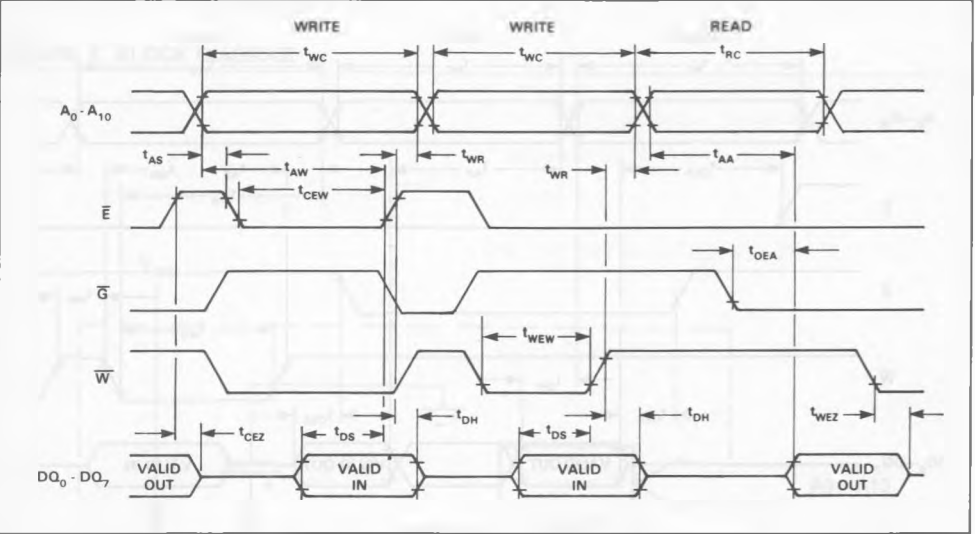 WRITE WRITE READ
tWC tWC tRC
A0 - A10
tAS tAW tWR tWR tAA
tCEW
E
tOEA
G
tWEW
W
tCEZ tDS tDH tDS tDH tWEZ
DQ0 - DQ7
VALID OUT
VALID IN
VALID IN
VALID OUT